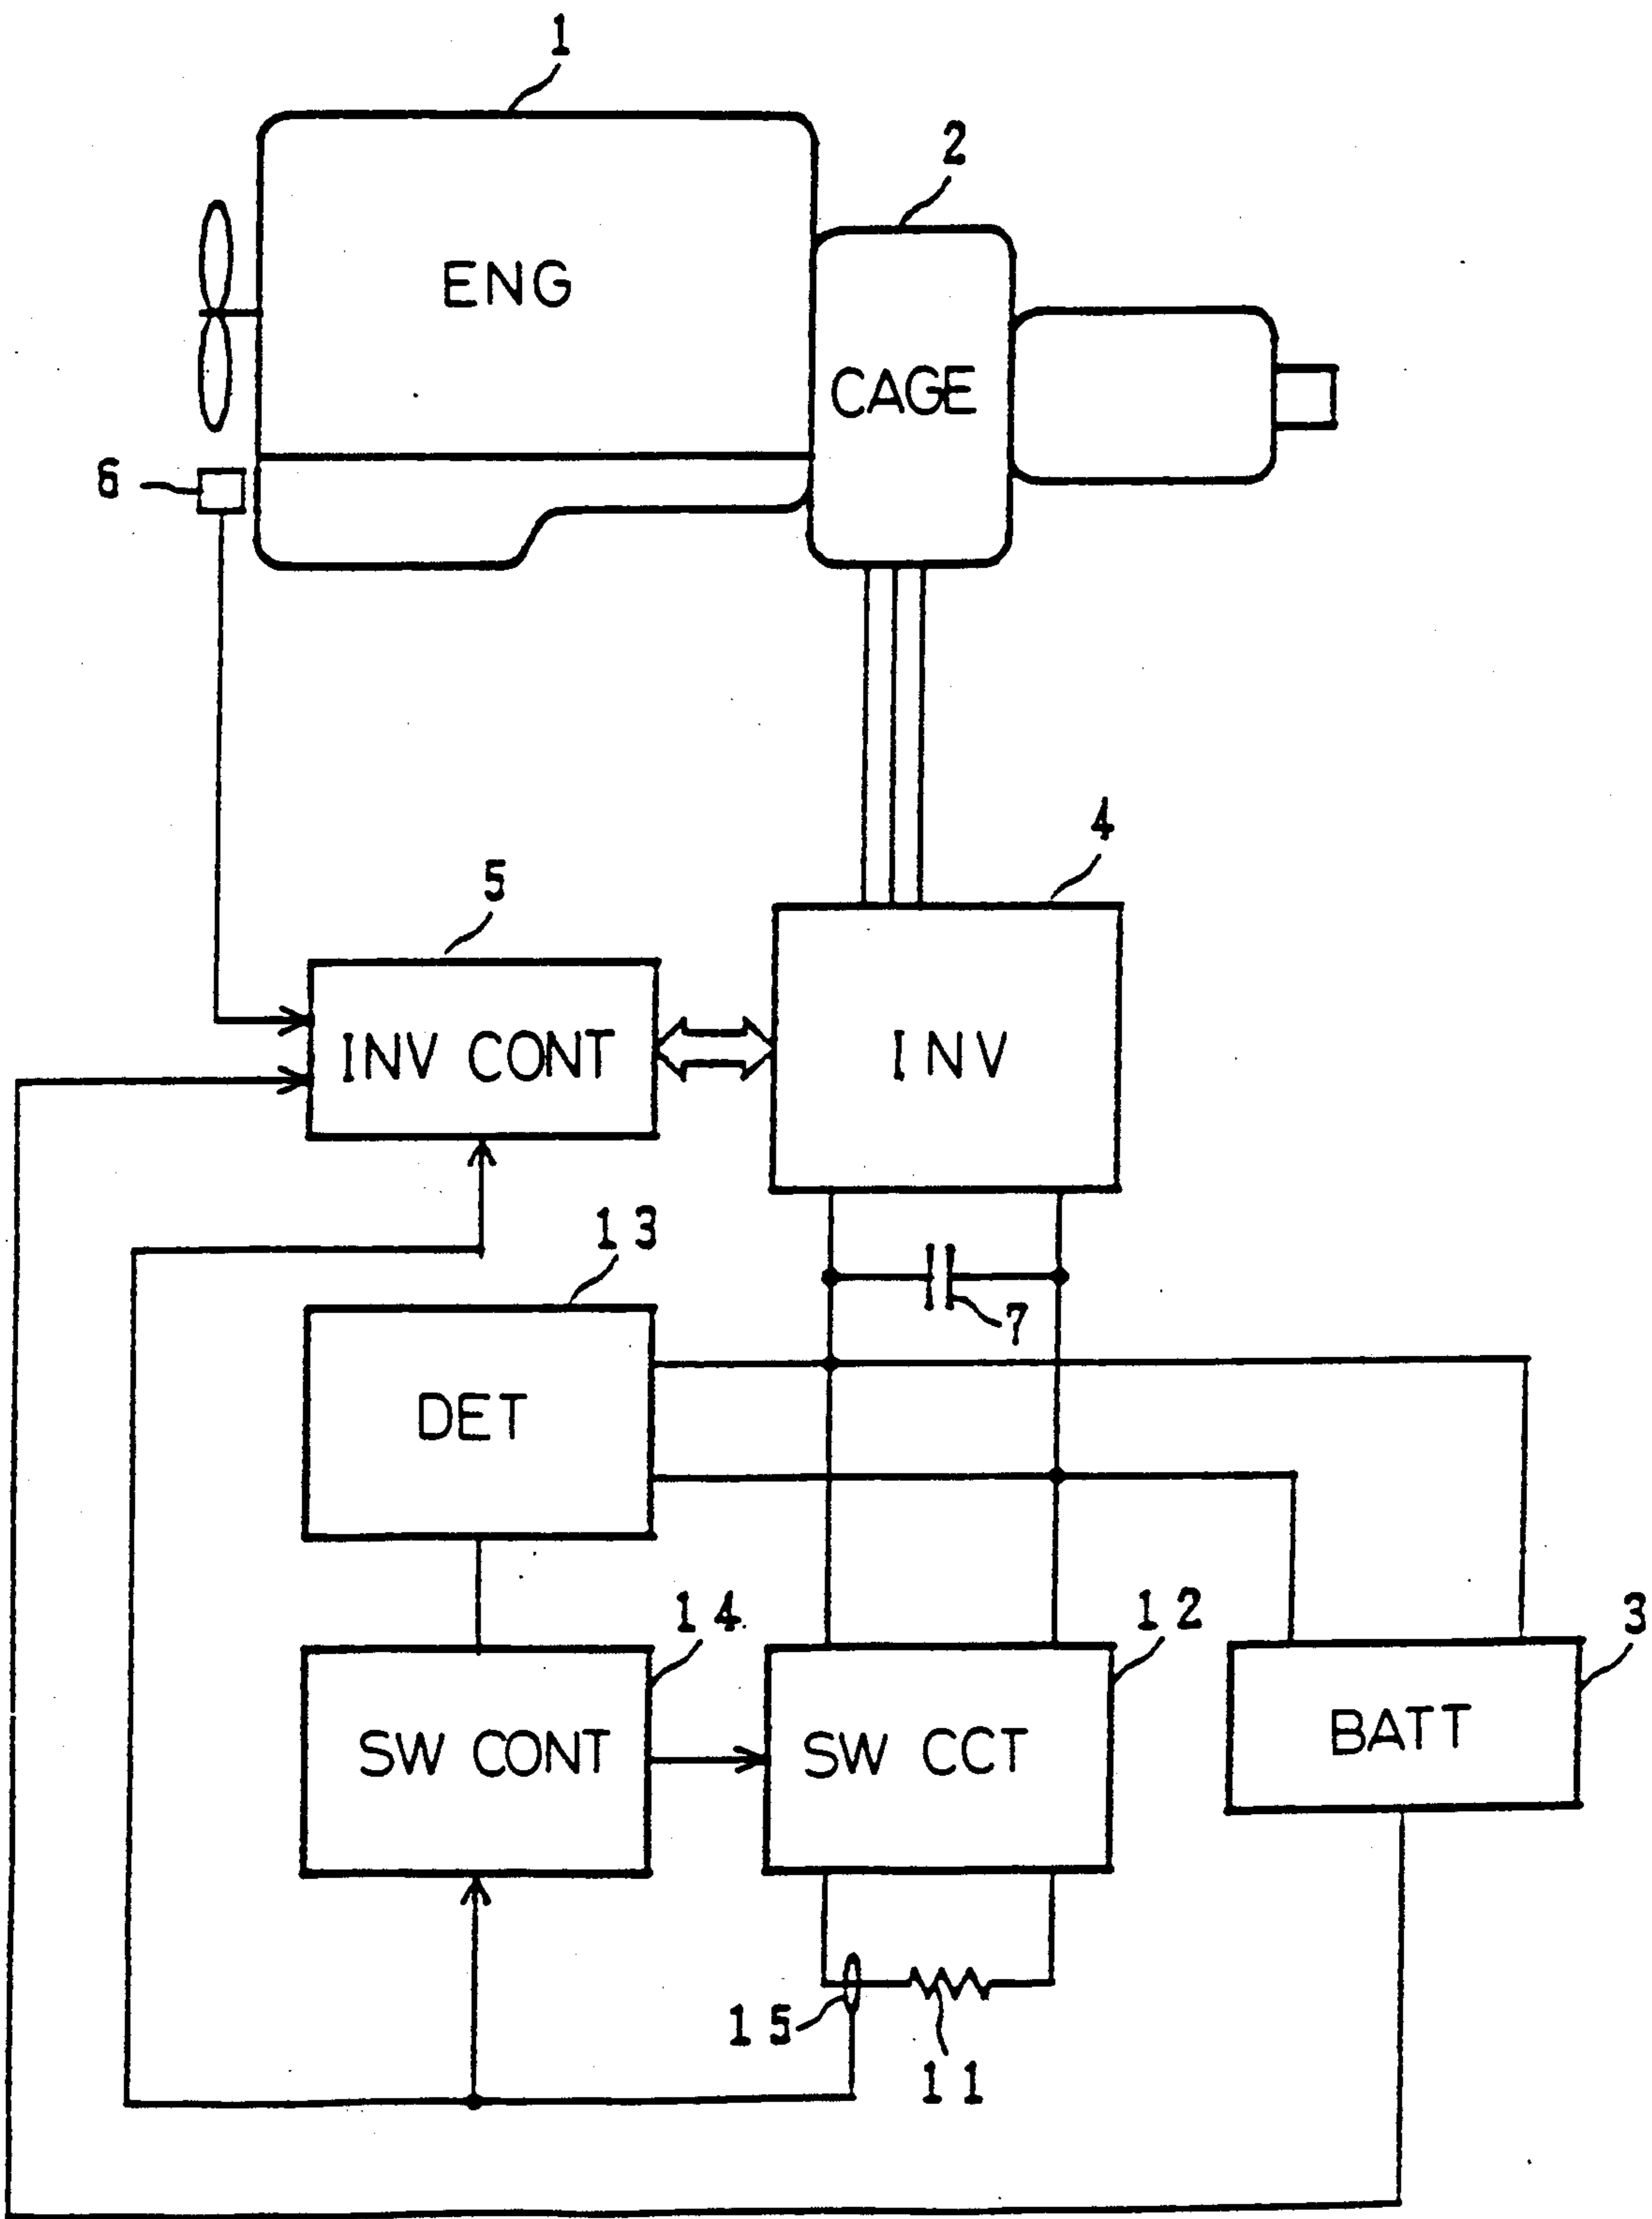 1
2
ENG
CAGE
6
4
5
INV CONT
INV
13
7
DET
14
12
3
SW CONT
SW CCT
BATT
15
11